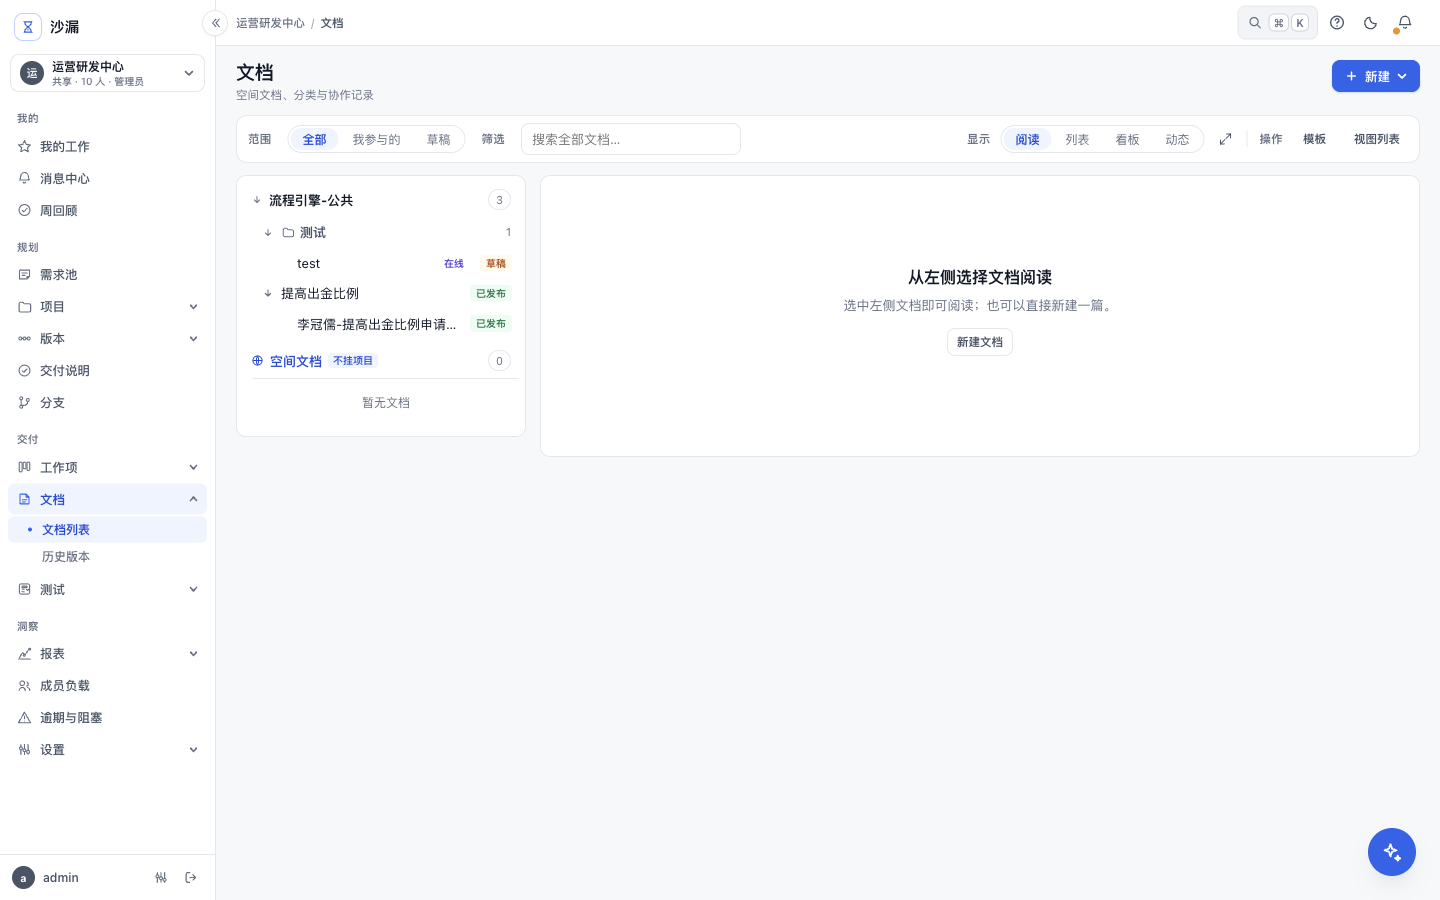 沙漏
运营研发中心 / 文档
⌘ K
运
运营研发中心
共享 · 10 人 · 管理员
我的
我的工作
消息中心
周回顾
规划
需求池
项目
版本
交付说明
分支
交付
工作项
文档
文档列表
历史版本
测试
洞察
报表
成员负载
逾期与阻塞
设置
a admin
文档
空间文档、分类与协作记录
新建
范围 全部 我参与的 草稿 筛选 搜索全部文档... 显示 阅读 列表 看板 动态 操作 模板 视图列表
流程引擎-公共 3
测试 1
test 在线 草稿
提高出金比例 已发布
李冠儒-提高出金比例申请... 已发布
空间文档 不挂项目 0
暂无文档
从左侧选择文档阅读
选中左侧文档即可阅读；也可以直接新建一篇。
新建文档